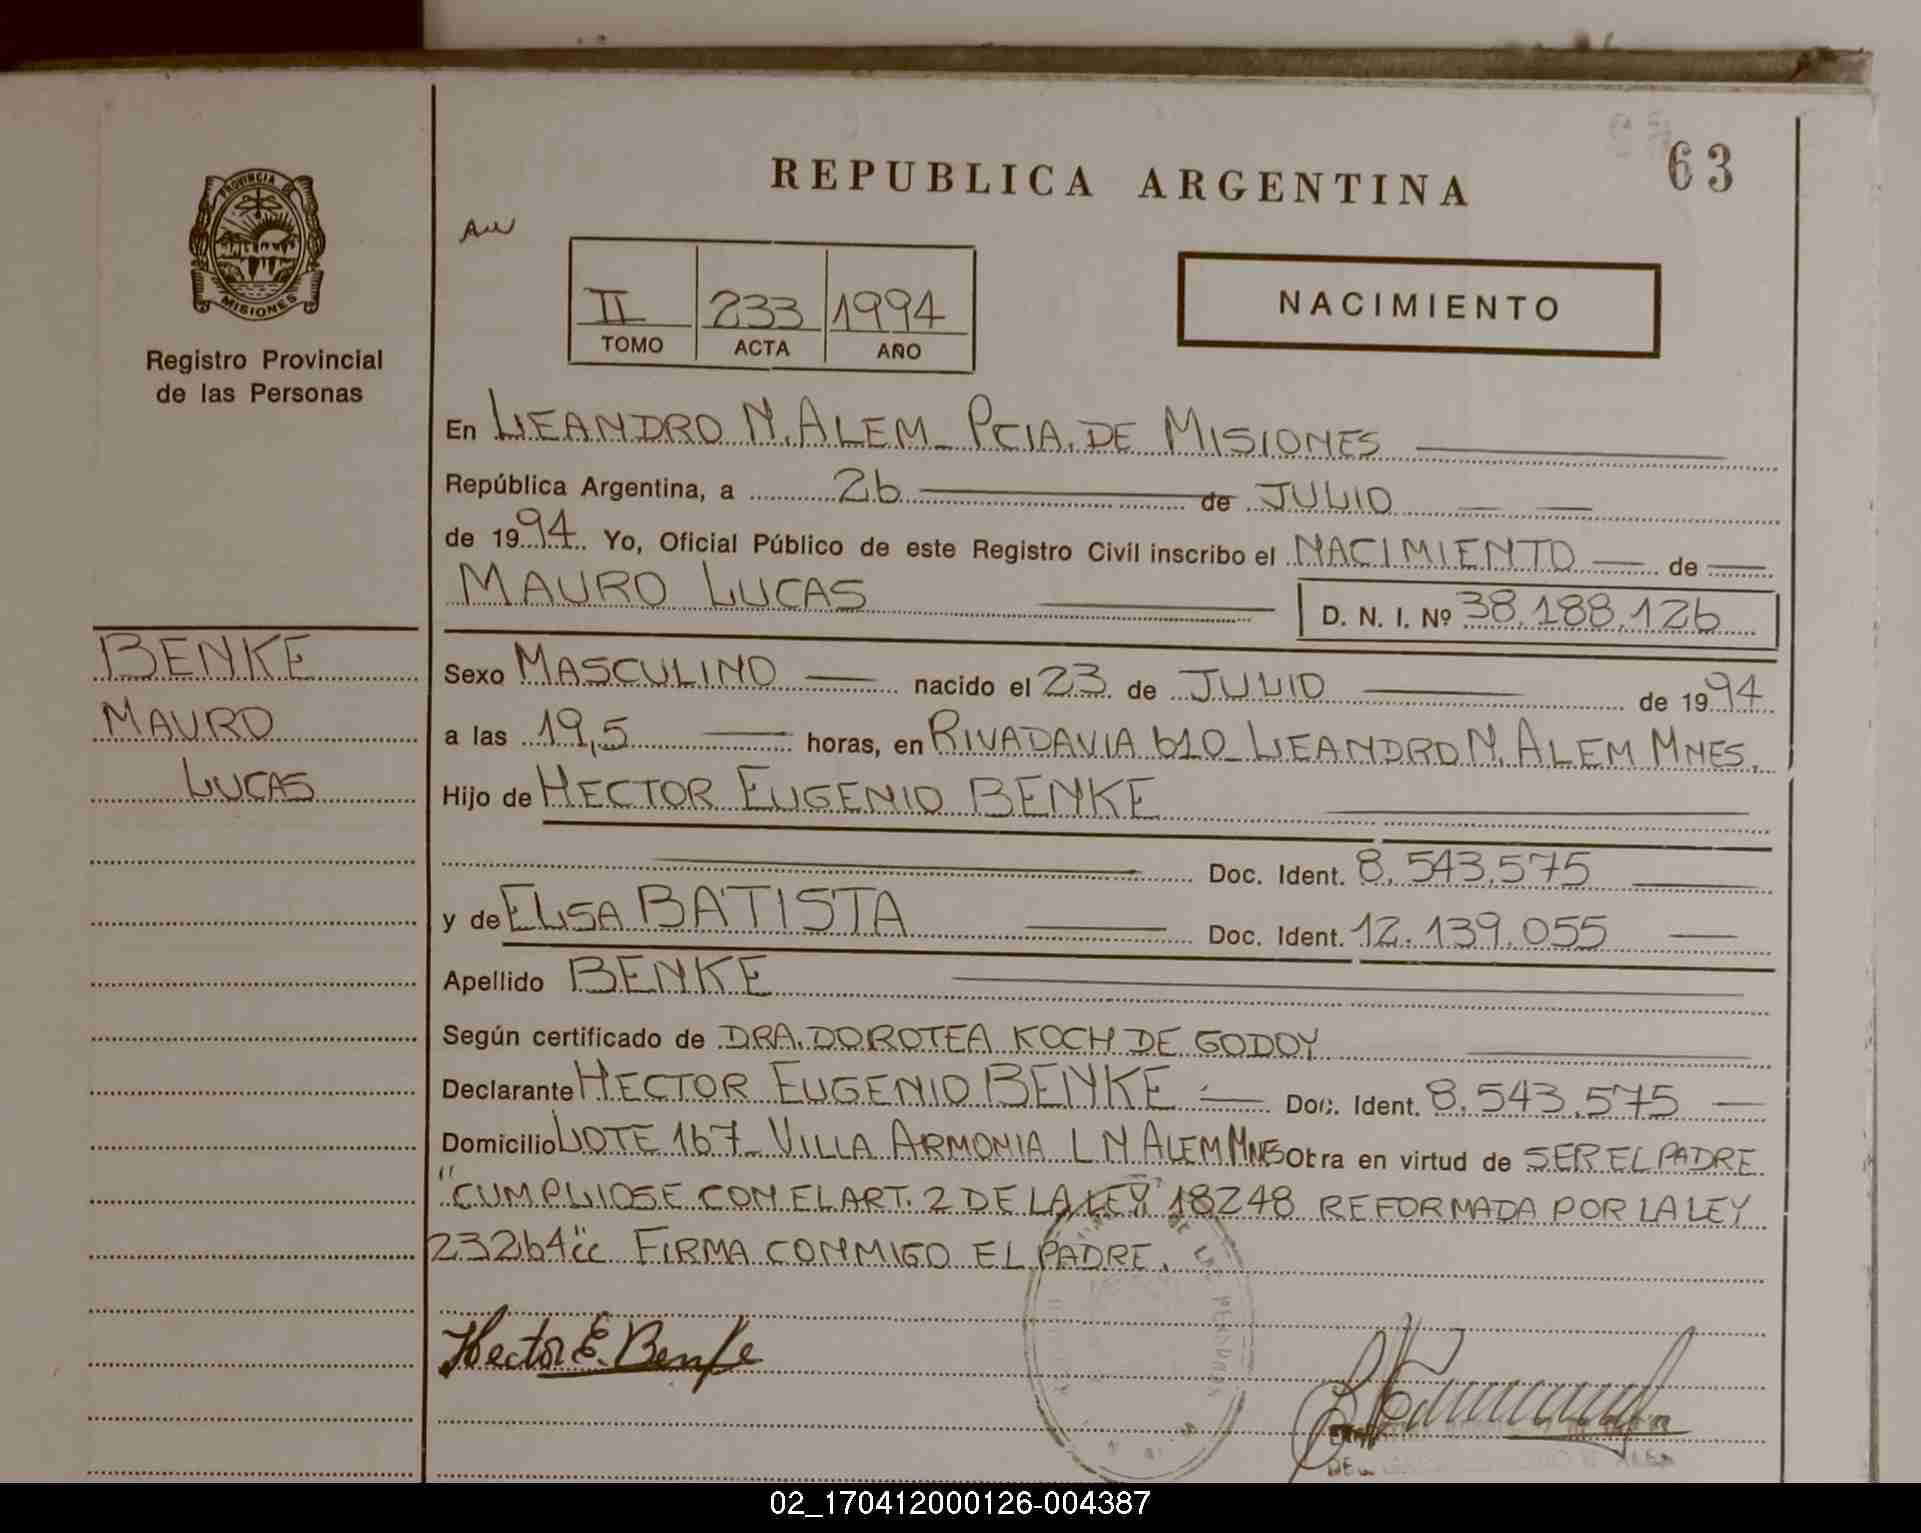 63
REPUBLICA ARGENTINA
PROVINCIA DE
MISIONES
Registro Provincial
de las Personas
II 233 1994
TOMO ACTA AÑO
NACIMIENTO
En LEANDRO N. ALEM_ PCIA. DE MISIONES
República Argentina, a 26 de JULIO
de 1994. Yo, Oficial Público de este Registro Civil inscribo el NACIMIENTO de
MAURO LUCAS D. N. I. Nº 38.188.126
BENKE
MAURO
LUCAS
Sexo MASCULINO nacido el 23 de JULIO de 1994
a las 19,5 horas, en RIVADAVIA 610_ LEANDRO N. ALEM MNES.
Hijo de HECTOR EUGENIO BENKE
Doc. Ident. 8.543.575
y de ELSA BATISTA Doc. Ident. 12.139.055
Apellido BENKE
Según certificado de DRA. DOROTEA KOCH DE GODOY
Declarante HECTOR EUGENIO BENKE Doc. Ident. 8.543.575
Domicilio LOTE 167_ VILLA ARMONIA L N ALEM MNES Obra en virtud de SER EL PADRE
"CUMPLIOSE CON EL ART. 2 DE LA LEY 18248 REFORMADA POR LA LEY
23264" FIRMA CONMIGO EL PADRE.
Hector E. Benke
02_170412000126-004387